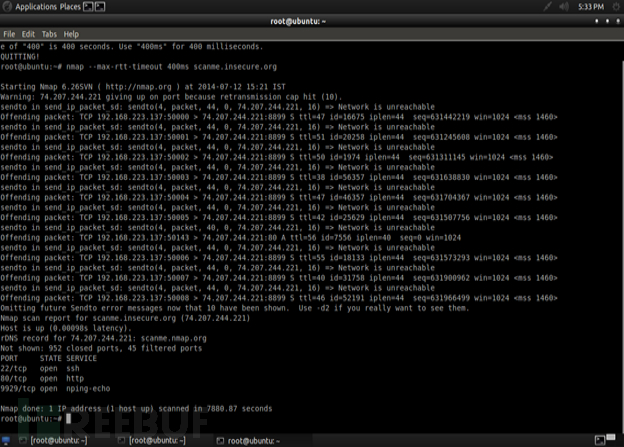 Applications Places
5:33 PM
root@ubuntu: ~
File Edit Tabs Help
e of "400" is 400 seconds. Use "400ms" for 400 milliseconds.
QUITTING!
root@ubuntu:~# nmap --max-rtt-timeout 400ms scanme.insecure.org
Starting Nmap 6.26SVN ( http://nmap.org ) at 2014-07-12 15:21 IST
Warning: 74.207.244.221 giving up on port because retransmission cap hit (10).
sendto in send_ip_packet_sd: sendto(4, packet, 44, 0, 74.207.244.221, 16) => Network is unreachable
Offending packet: TCP 192.168.223.137:50000 > 74.207.244.221:8899 S ttl=47 id=16675 iplen=44  seq=631442219 win=1024 <mss 1460>
sendto in send_ip_packet_sd: sendto(4, packet, 44, 0, 74.207.244.221, 16) => Network is unreachable
Offending packet: TCP 192.168.223.137:50001 > 74.207.244.221:8899 S ttl=51 id=20258 iplen=44  seq=631245608 win=1024 <mss 1460>
sendto in send_ip_packet_sd: sendto(4, packet, 44, 0, 74.207.244.221, 16) => Network is unreachable
Offending packet: TCP 192.168.223.137:50002 > 74.207.244.221:8899 S ttl=50 id=1974 iplen=44  seq=631311145 win=1024 <mss 1460>
sendto in send_ip_packet_sd: sendto(4, packet, 44, 0, 74.207.244.221, 16) => Network is unreachable
Offending packet: TCP 192.168.223.137:50003 > 74.207.244.221:8899 S ttl=38 id=56357 iplen=44  seq=631638830 win=1024 <mss 1460>
sendto in send_ip_packet_sd: sendto(4, packet, 44, 0, 74.207.244.221, 16) => Network is unreachable
Offending packet: TCP 192.168.223.137:50004 > 74.207.244.221:8899 S ttl=47 id=46357 iplen=44  seq=631704367 win=1024 <mss 1460>
sendto in send_ip_packet_sd: sendto(4, packet, 44, 0, 74.207.244.221, 16) => Network is unreachable
Offending packet: TCP 192.168.223.137:50005 > 74.207.244.221:8899 S ttl=42 id=25629 iplen=44  seq=631507756 win=1024 <mss 1460>
sendto in send_ip_packet_sd: sendto(4, packet, 40, 0, 74.207.244.221, 16) => Network is unreachable
Offending packet: TCP 192.168.223.137:50143 > 74.207.244.221:80 A ttl=56 id=7556 iplen=40  seq=0 win=1024
sendto in send_ip_packet_sd: sendto(4, packet, 44, 0, 74.207.244.221, 16) => Network is unreachable
Offending packet: TCP 192.168.223.137:50006 > 74.207.244.221:8899 S ttl=55 id=18133 iplen=44  seq=631573293 win=1024 <mss 1460>
sendto in send_ip_packet_sd: sendto(4, packet, 44, 0, 74.207.244.221, 16) => Network is unreachable
Offending packet: TCP 192.168.223.137:50007 > 74.207.244.221:8899 S ttl=40 id=31758 iplen=44  seq=631900962 win=1024 <mss 1460>
sendto in send_ip_packet_sd: sendto(4, packet, 44, 0, 74.207.244.221, 16) => Network is unreachable
Offending packet: TCP 192.168.223.137:50008 > 74.207.244.221:8899 S ttl=46 id=52191 iplen=44  seq=631966499 win=1024 <mss 1460>
Omitting future Sendto error messages now that 10 have been shown.  Use -d2 if you really want to see them.
Nmap scan report for scanme.insecure.org (74.207.244.221)
Host is up (0.00098s latency).
rDNS record for 74.207.244.221: scanme.nmap.org
Not shown: 952 closed ports, 45 filtered ports
PORT     STATE SERVICE
22/tcp   open  ssh
80/tcp   open  http
9929/tcp open  nping-echo
Nmap done: 1 IP address (1 host up) scanned in 7880.87 seconds
root@ubuntu:~#
REEBUF
[root@ubuntu: ~] [root@ubuntu: ~] root@ubuntu: ~